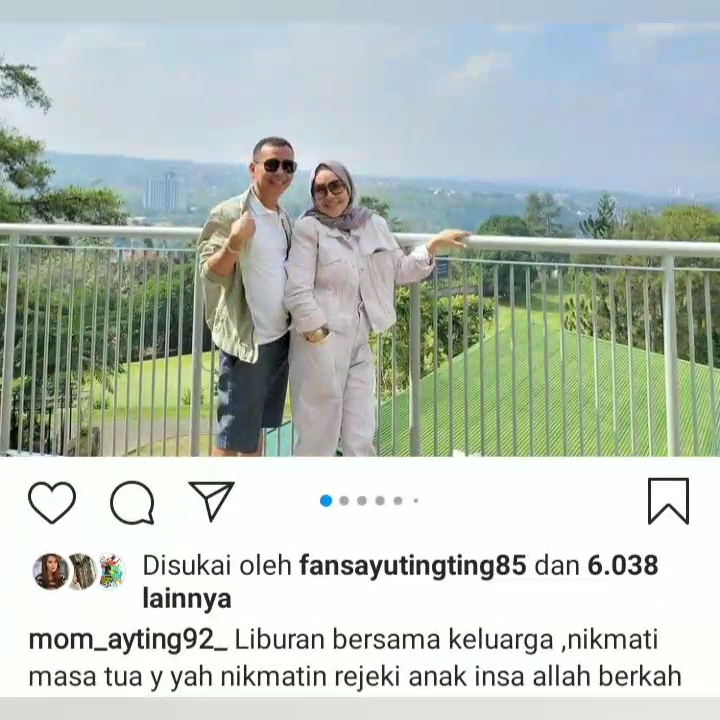 Disukai oleh fansayutingting85 dan 6.038
lainnya
mom_ayting92_ Liburan bersama keluarga ,nikmati
masa tua y yah nikmatin rejeki anak insa allah berkah